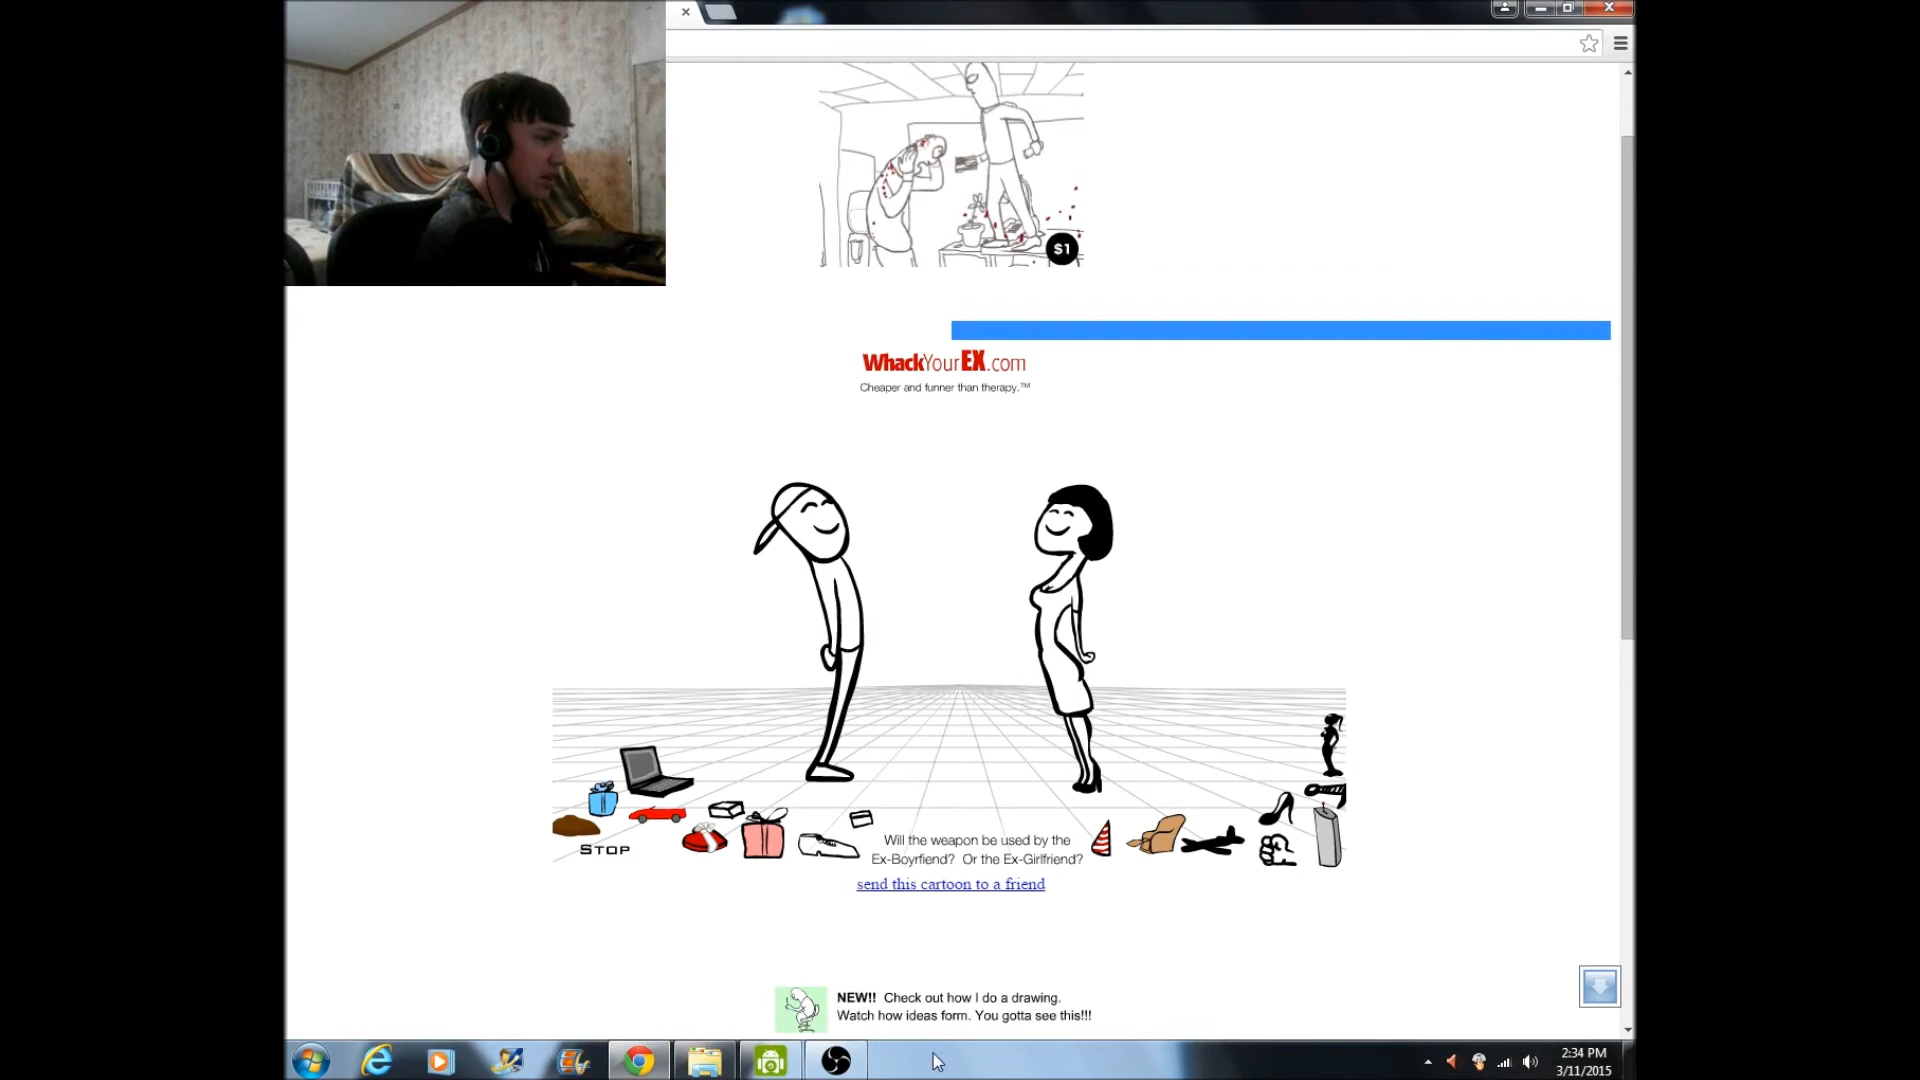 $1
WhackYourEX.com
Cheaper and funner than therapy.™
STOP
Will the weapon be used by the
Ex-Boyrfiend? Or the Ex-Girlfriend?
send this cartoon to a friend
NEW!! Check out how I do a drawing.
Watch how ideas form. You gotta see this!!!
2:34 PM
3/11/2015